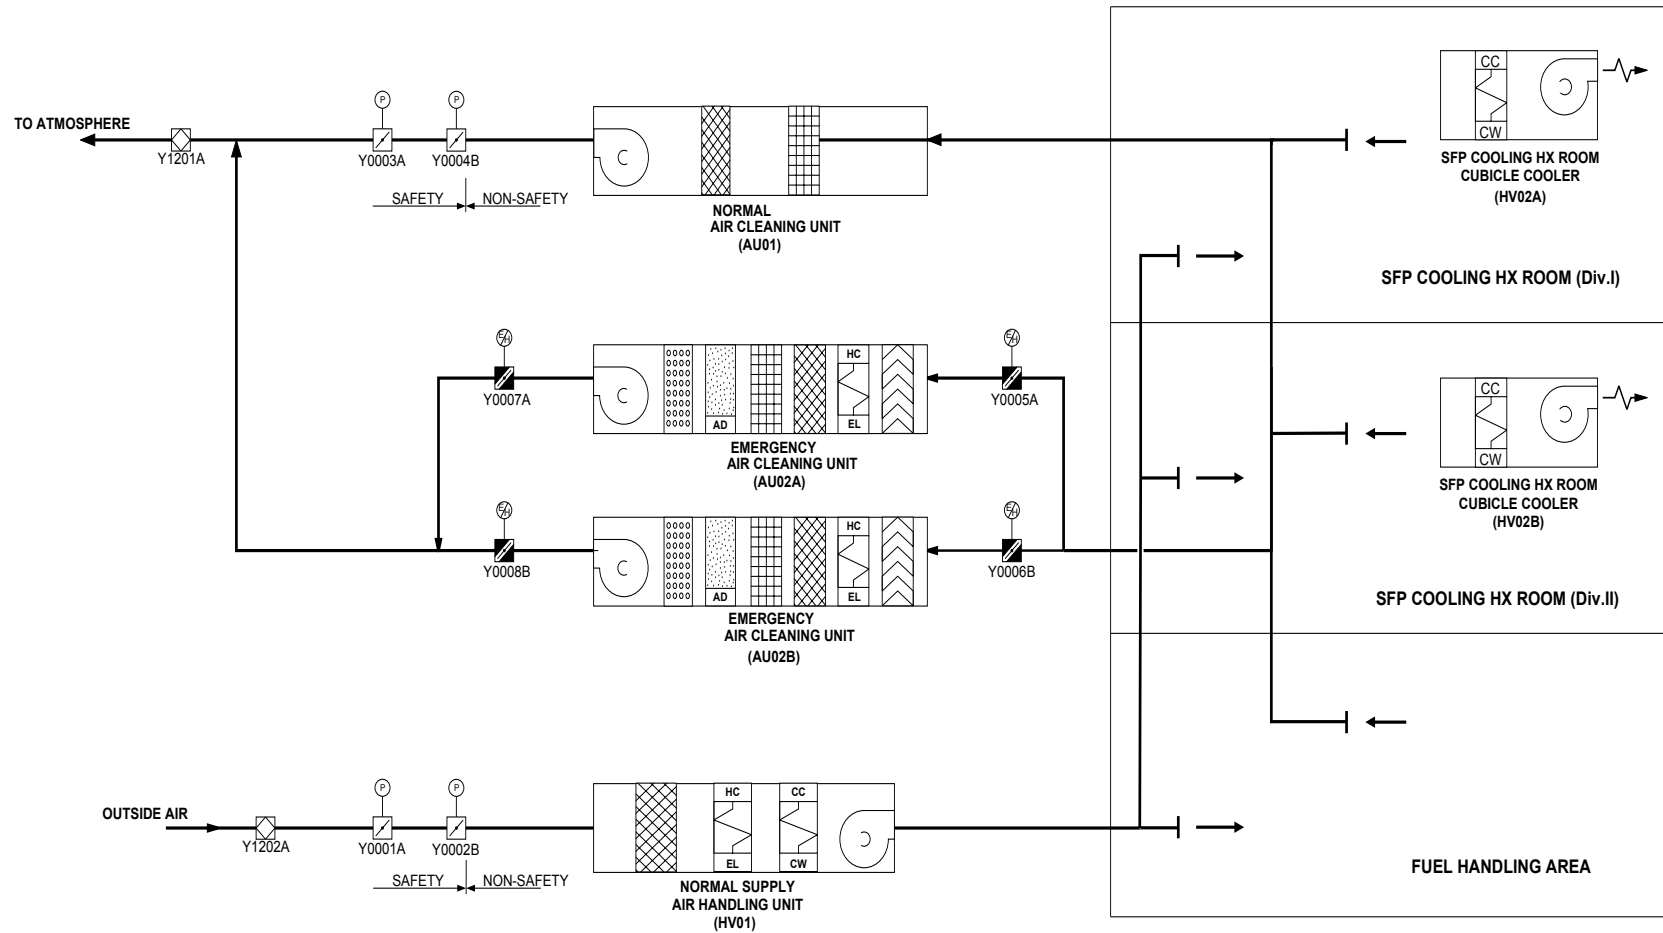 CC
P
P
C
TO ATMOSPHERE
CW
Y1201A
Y0003A
Y0004B
C
SFP COOLING HX ROOM
CUBICLE COOLER
(HV02A)
SAFETY
NON-SAFETY
NORMAL
AIR CLEANING UNIT
(AU01)
SFP COOLING HX ROOM (Div.I)
E/H
E/H
HC
C
Y0007A
AD
EL
Y0005A
CC
C
CW
EMERGENCY
AIR CLEANING UNIT
(AU02A)
SFP COOLING HX ROOM
CUBICLE COOLER
(HV02B)
E/H
E/H
HC
C
Y0008B
AD
EL
Y0006B
EMERGENCY
AIR CLEANING UNIT
(AU02B)
SFP COOLING HX ROOM (Div.II)
P
P
HC
CC
OUTSIDE AIR
C
Y1202A
Y0001A
Y0002B
EL
CW
SAFETY
NON-SAFETY
NORMAL SUPPLY
AIR HANDLING UNIT
(HV01)
FUEL HANDLING AREA